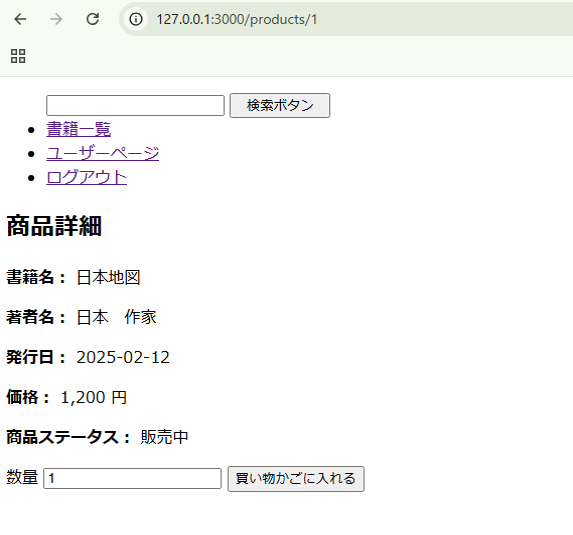 127.0.0.1:3000/products/1
検索ボタン
書籍一覧
ユーザーページ
ログアウト
商品詳細
書籍名： 日本地図
著者名： 日本　作家
発行日： 2025-02-12
価格： 1,200 円
商品ステータス： 販売中
数量 1 買い物かごに入れる